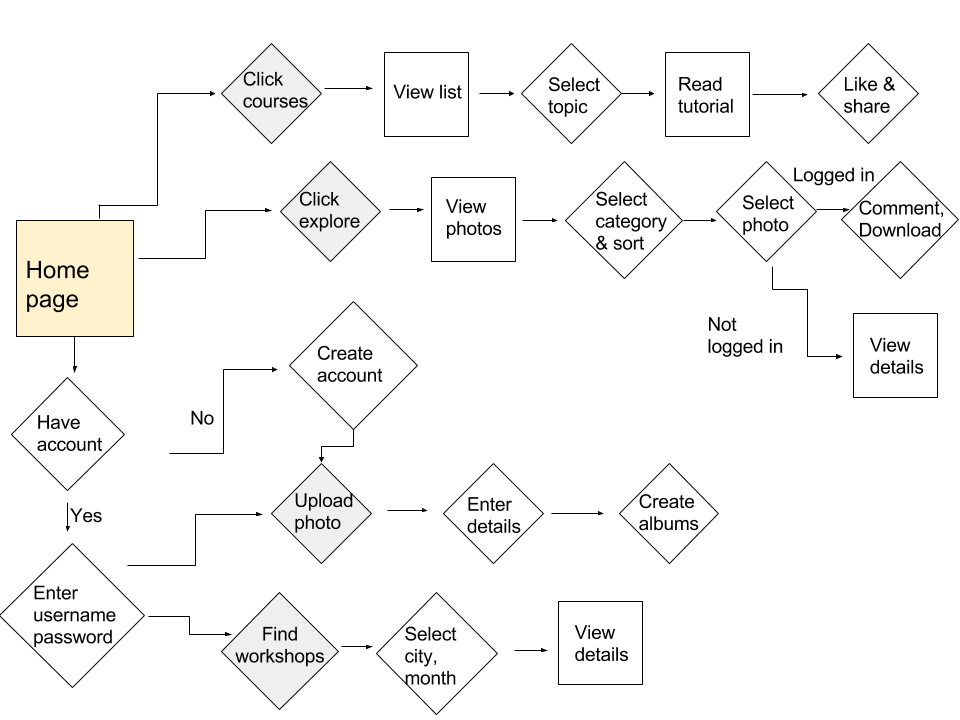 Click
courses
View list
Select
topic
Read
tutorial
Like &
share
Click
explore
View
photos
Select
category
& sort
Select
photo
Logged in
Comment,
Download
Not
logged in
View
details
Home
page
Create
account
Have
account
No
Yes
Upload
photo
Enter
details
Create
albums
Enter
username
password
Find
workshops
Select
city,
month
View
details